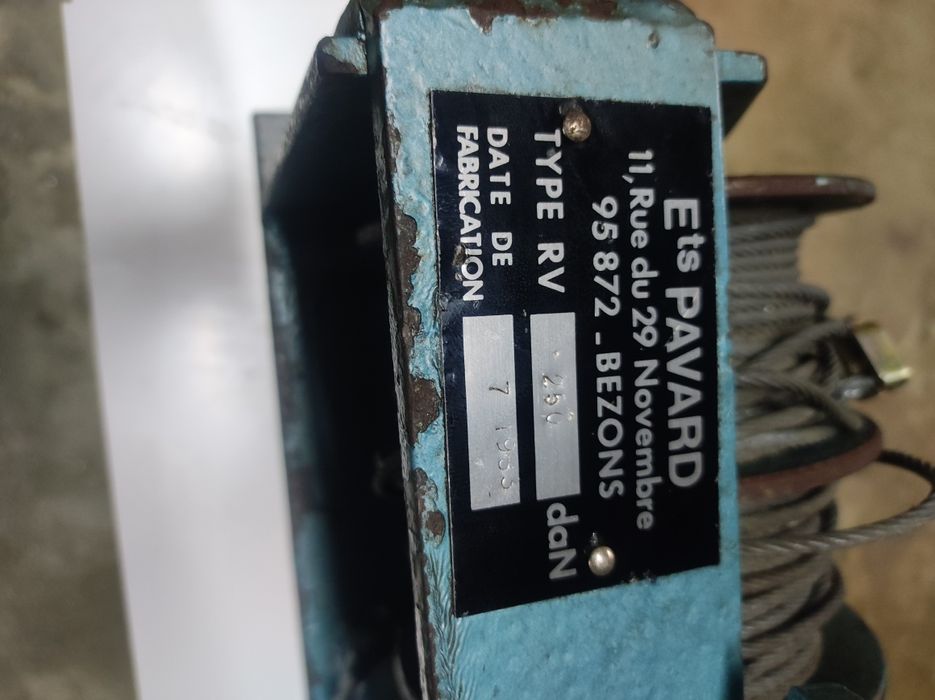 Ets PAVARD
11, Rue du 29 Novembre
95 872 - BEZONS
TYPE RV 250 daN
DATE DE
FABRICATION 7